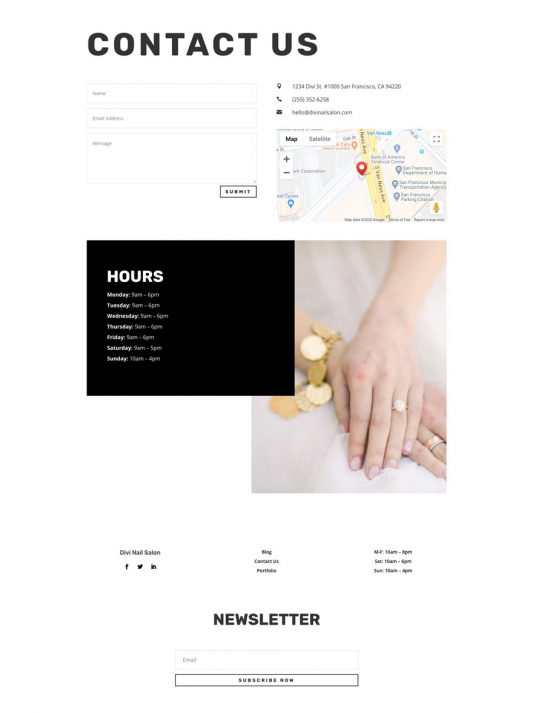 CONTACT US
Name
Email Address
Message
SUBMIT
1234 Divi St. #1000 San Francisco, CA 94220
(255) 352-6258
hello@divinailsalon.com
Map Satellite
Bank of America
Financial Center
San Francisco
Department of Human
San Francisco Municip
Transportation Agency
San Francisco
Parking Citation
Corporation
S Van Ness Ave
Map data ©2020 Google Terms of Use Report a map error
HOURS
Monday: 9am – 6pm
Tuesday: 9am – 6pm
Wednesday: 9am – 6pm
Thursday: 9am – 6pm
Friday: 9am – 6pm
Saturday: 9am – 5pm
Sunday: 10am – 4pm
Divi Nail Salon
Blog
Contact Us
Portfolio
M-F: 10am – 8pm
Sat: 10am – 6pm
Sun: 10am – 4pm
NEWSLETTER
Email
SUBSCRIBE NOW